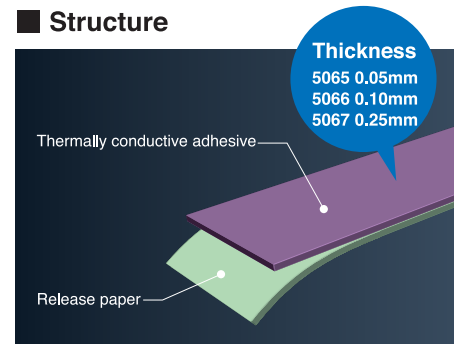 Structure
Thickness
5065 0.05mm
5066 0.10mm
5067 0.25mm
Thermally conductive adhesive
Release paper